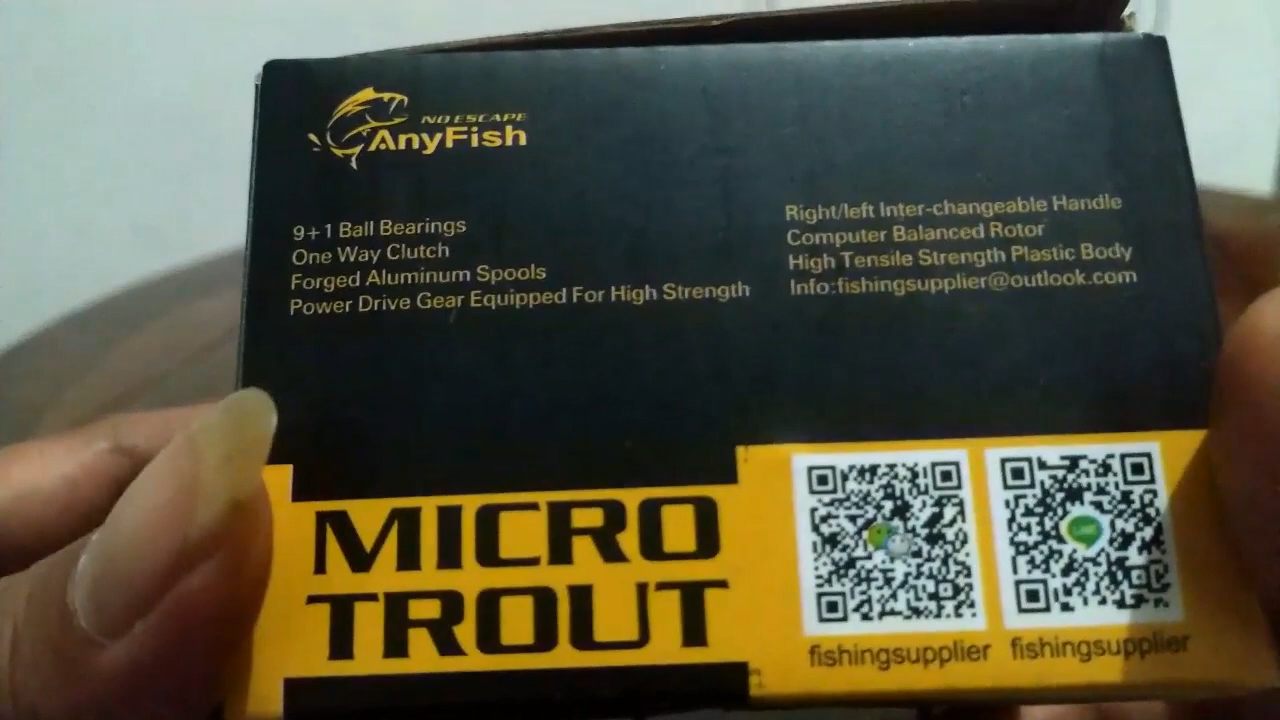 NO ESCAPE
AnyFish
9+1 Ball Bearings
One Way Clutch
Forged Aluminum Spools
Power Drive Gear Equipped For High Strength
Right/left Inter-changeable Handle
Computer Balanced Rotor
High Tensile Strength Plastic Body
Info:fishingsupplier@outlook.com
MICRO
TROUT
fishingsupplier
fishingsupplier